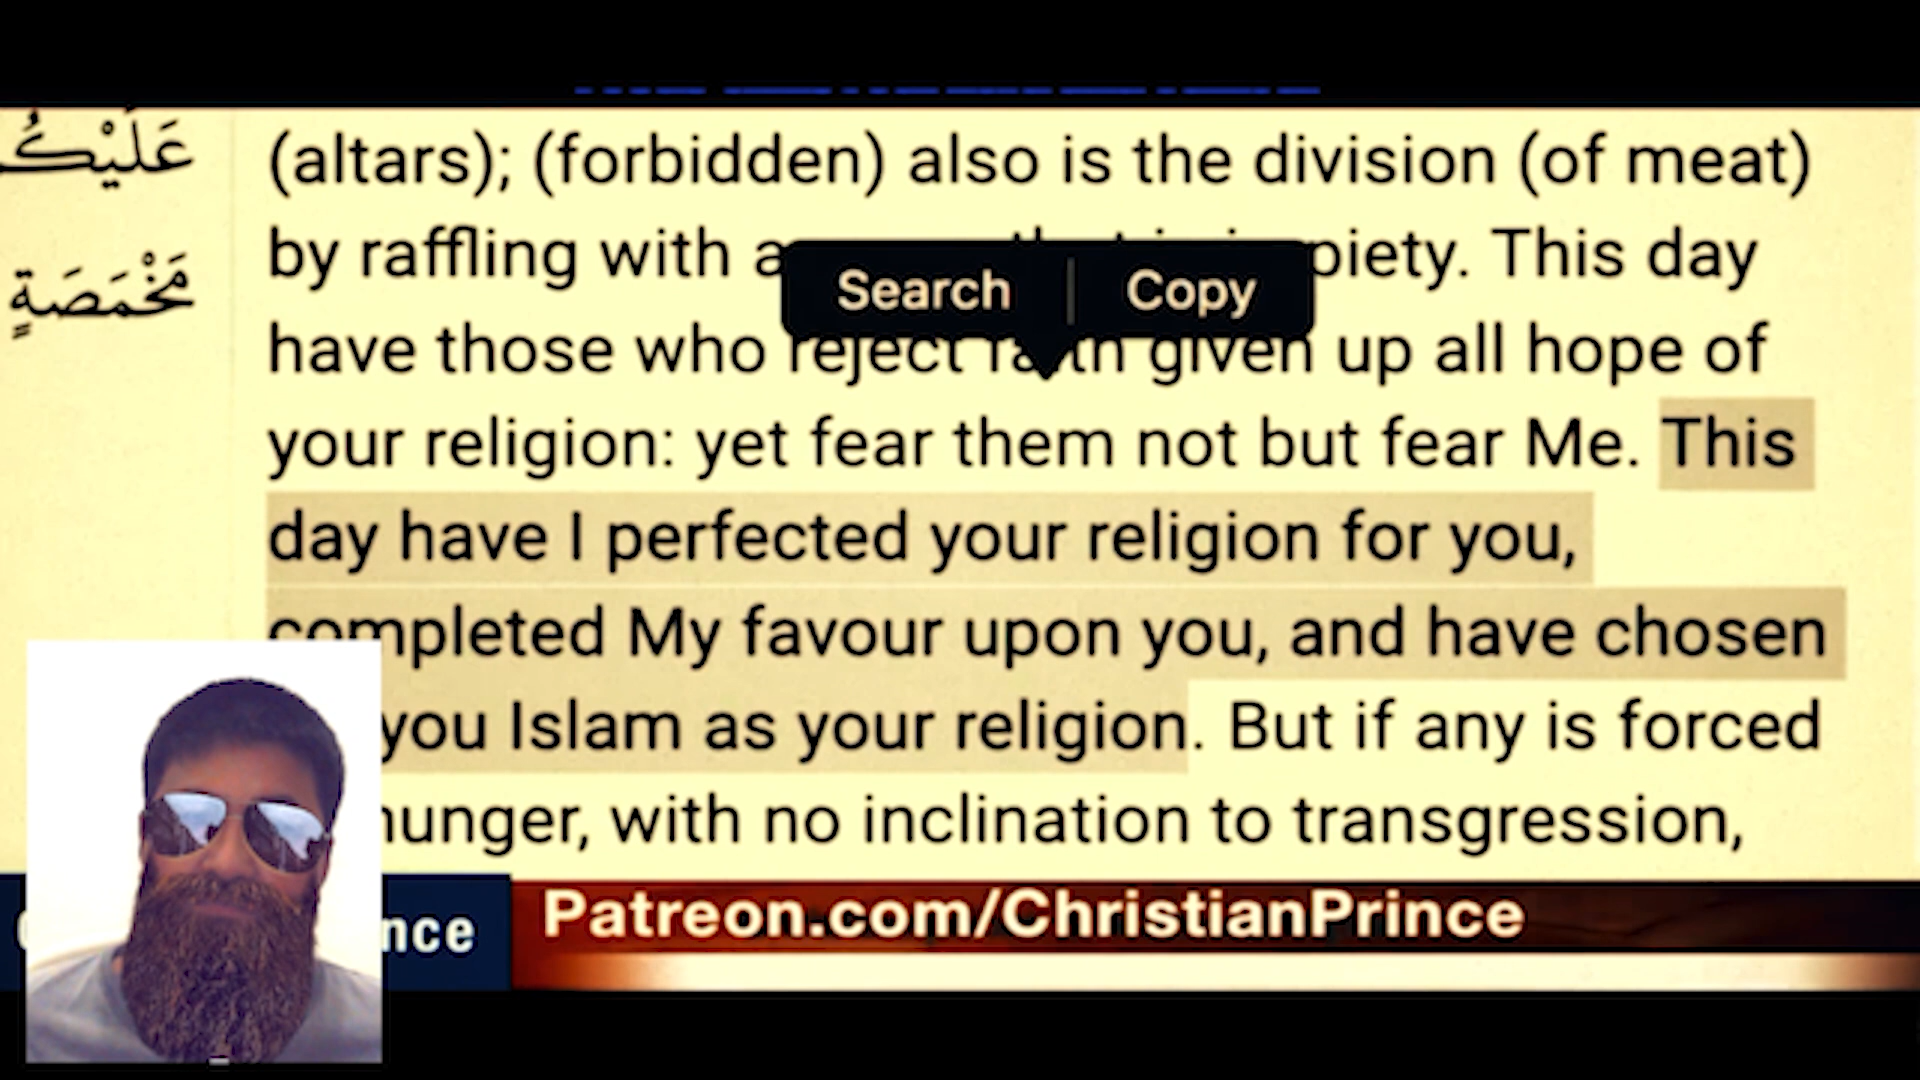 عَلَيْكُ
(altars); (forbidden) also is the division (of meat)
by raffling with piety. This day
مَخْمَصَةٍ
Search Copy
have those who reject faith given up all hope of
your religion: yet fear them not but fear Me. This
day have I perfected your religion for you,
completed My favour upon you, and have chosen
you Islam as your religion. But if any is forced
hunger, with no inclination to transgression,
nce
Patreon.com/ChristianPrince